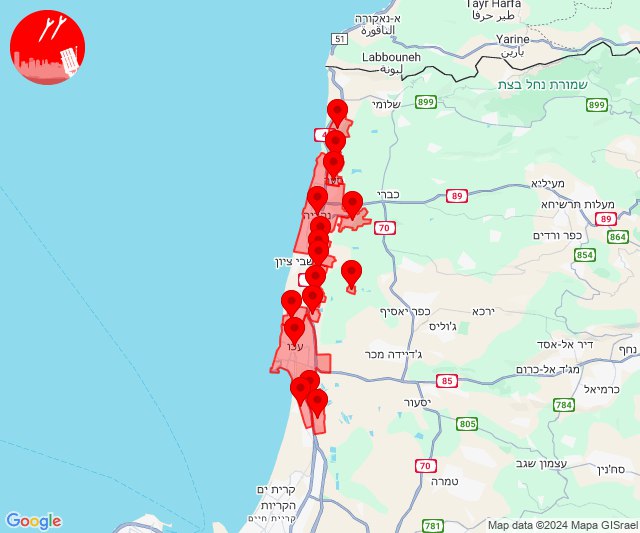 Tayr Harfa
طير حرفا
א-נאקורה
الناقورة
51
Yarine
يارين
Labbouneh
ليونة
שמורת נחל בצת
899
שלומי
899
4
כברי
89
מעיליא
מעלות תרשיחא
89
70
נהריה
כפר ורדים
864
854
שבי ציון
כפר יאסיף
ירכא
ג'וליס
עכו
ג'דיידה מכר
דיר אל-אסד
נחף
מג'ד אל-כרום
85
כרמיאל
יסעור
784
805
עצמון שגב
סח'נין
70
טמרה
קרית ים
הקריות
קרית חיים
781
Google
Map data ©2024 Mapa GISrael